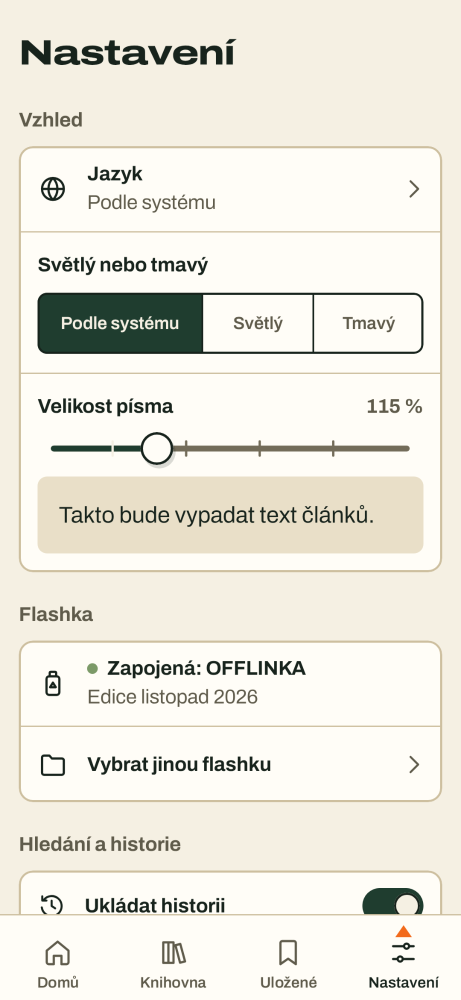 Nastavení
Vzhled
Jazyk
Podle systému
Světlý nebo tmavý
Podle systému
Světlý
Tmavý
Velikost písma
115 %
Takto bude vypadat text článků.
Flashka
Zapojená: OFFLINKA
Edice listopad 2026
Vybrat jinou flashku
Hledání a historie
Ukládat historii
Domů
Knihovna
Uložené
Nastavení